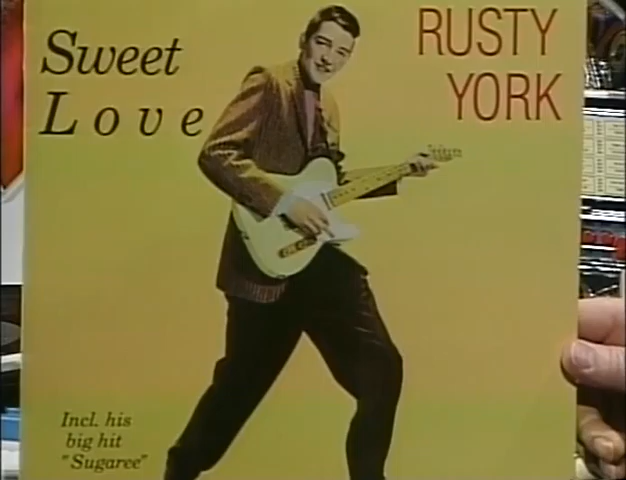 Sweet
Love
RUSTY
YORK
Incl. his
big hit
"Sugaree"